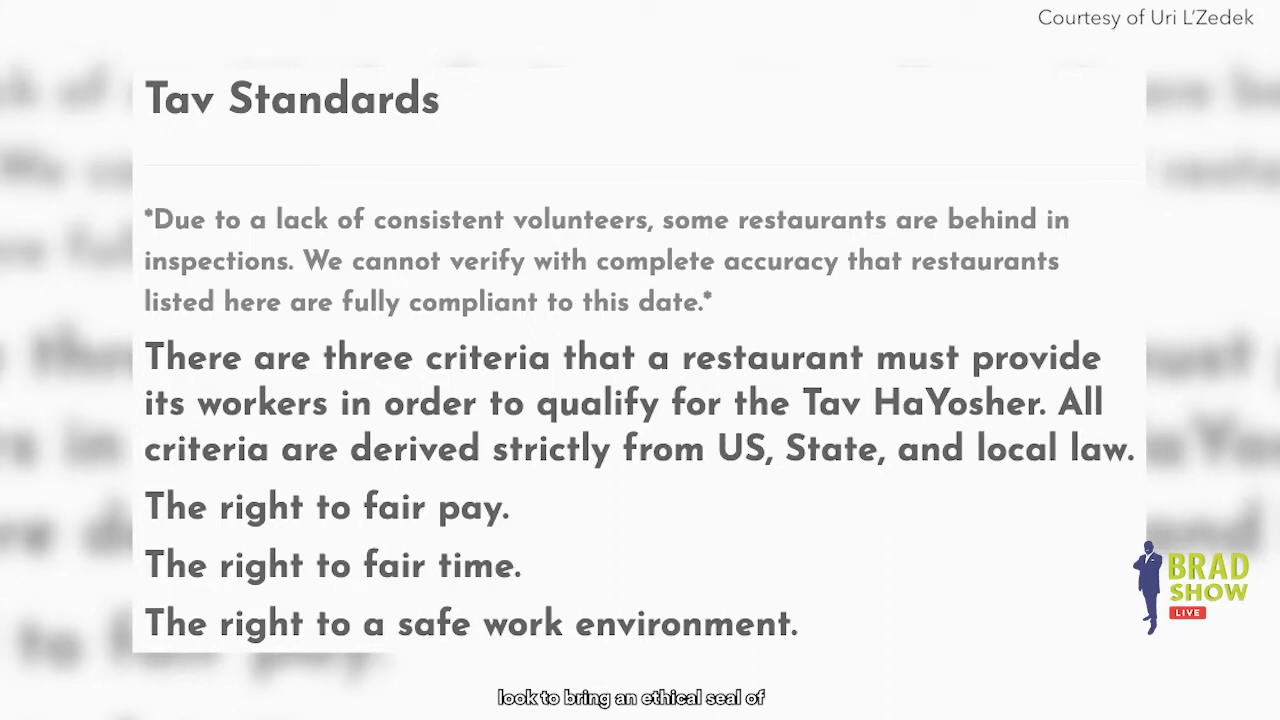 Courtesy of Uri L'Zedek
Tav Standards
*Due to a lack of consistent volunteers, some restaurants are behind in
inspections. We cannot verify with complete accuracy that restaurants
listed here are fully compliant to this date.*
There are three criteria that a restaurant must provide
its workers in order to qualify for the Tav HaYosher. All
criteria are derived strictly from US, State, and local law.
The right to fair pay.
The right to fair time.
The right to a safe work environment.
BRAD
SHOW
LIVE
look to bring an ethical seal of